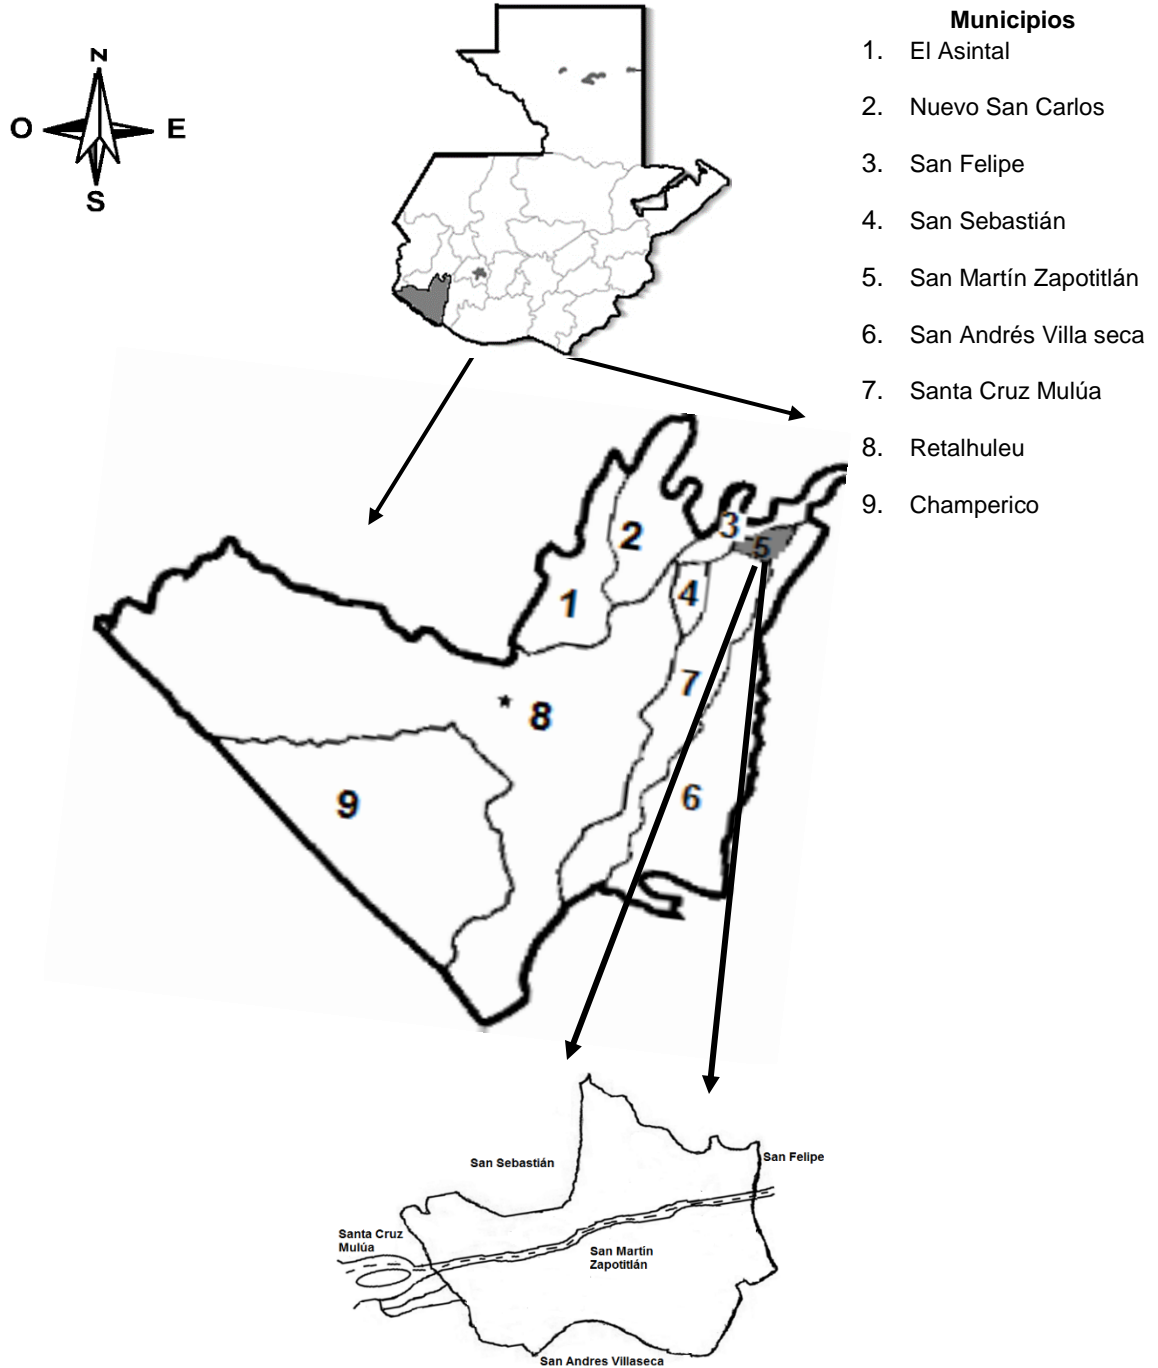 Municipios
1. El Asintal
2. Nuevo San Carlos
3. San Felipe
4. San Sebastián
5. San Martín Zapotitlán
6. San Andrés Villa seca
7. Santa Cruz Mulúa
8. Retalhuleu
9. Champerico
N
O E
S
2
3
5
1
4
7
8
6
9
San Sebastián
San Felipe
Santa Cruz
Mulúa
San Martin
Zapotitlán
San Andres Villaseca